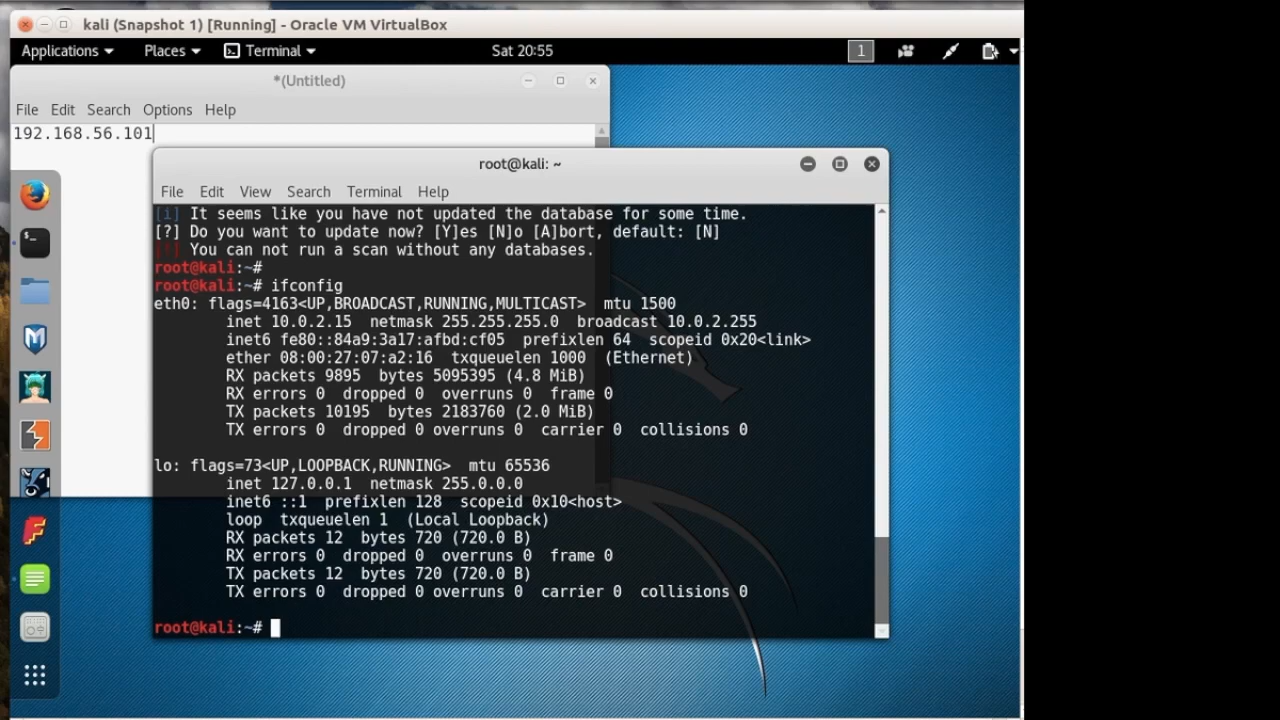 kali (Snapshot 1) [Running] - Oracle VM VirtualBox
Applications Places Terminal Sat 20:55 1
*(Untitled)
File Edit Search Options Help
192.168.56.101
root@kali: ~
File Edit View Search Terminal Help
[i] It seems like you have not updated the database for some time.
[?] Do you want to update now? [Y]es [N]o [A]bort, default: [N]
[!] You can not run a scan without any databases.
root@kali:~#
root@kali:~# ifconfig
eth0: flags=4163<UP,BROADCAST,RUNNING,MULTICAST>  mtu 1500
        inet 10.0.2.15  netmask 255.255.255.0  broadcast 10.0.2.255
        inet6 fe80::84a9:3a17:afbd:cf05  prefixlen 64  scopeid 0x20<link>
        ether 08:00:27:07:a2:16  txqueuelen 1000  (Ethernet)
        RX packets 9895  bytes 5095395 (4.8 MiB)
        RX errors 0  dropped 0  overruns 0  frame 0
        TX packets 10195  bytes 2183760 (2.0 MiB)
        TX errors 0  dropped 0 overruns 0  carrier 0  collisions 0
lo: flags=73<UP,LOOPBACK,RUNNING>  mtu 65536
        inet 127.0.0.1  netmask 255.0.0.0
        inet6 ::1  prefixlen 128  scopeid 0x10<host>
        loop  txqueuelen 1  (Local Loopback)
        RX packets 12  bytes 720 (720.0 B)
        RX errors 0  dropped 0  overruns 0  frame 0
        TX packets 12  bytes 720 (720.0 B)
        TX errors 0  dropped 0 overruns 0  carrier 0  collisions 0
root@kali:~#